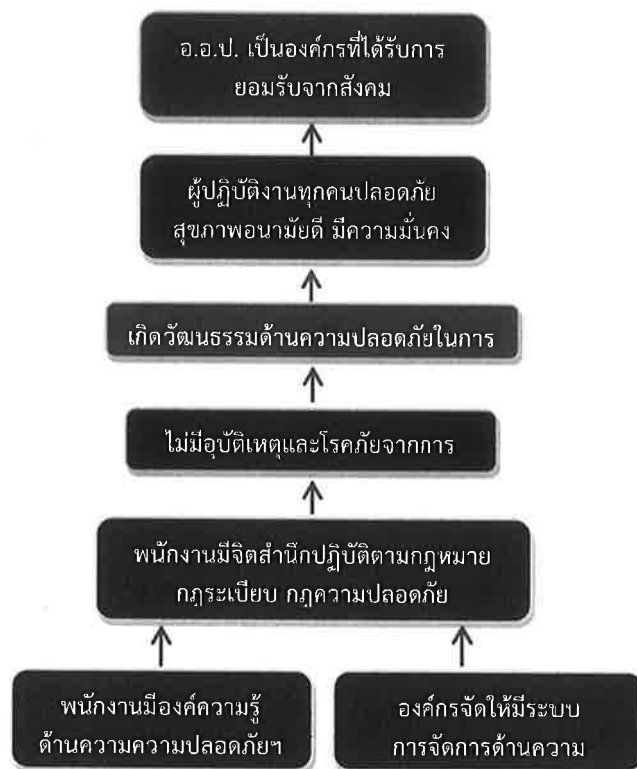 อ.อ.ป. เป็นองค์กรที่ได้รับการ
ยอมรับจากสังคม
ผู้ปฏิบัติงานทุกคนปลอดภัย
สุขภาพอนามัยดี มีความมั่นคง
เกิดวัฒนธรรมด้านความปลอดภัยในการ
ไม่มีอุบัติเหตุและโรคภัยจากการ
พนักงานมีจิตสำนึกปฏิบัติตามกฎหมาย
กฎระเบียบ กฎความปลอดภัย
พนักงานมีองค์ความรู้
ด้านความความปลอดภัยฯ
องค์กรจัดให้มีระบบ
การจัดการด้านความ